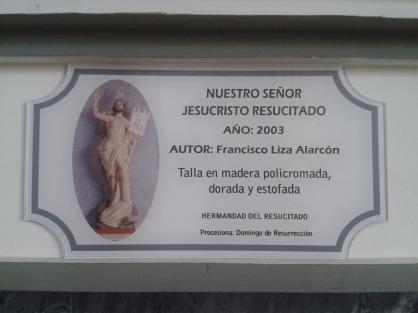 NUESTRO SEÑOR
JESUCRISTO RESUCITADO
AÑO: 2003
AUTOR: Francisco Liza Alarcón
Talla en madera policromada,
dorada y estofada
HERMANDAD DEL RESUCITADO
Procesiona: Domingo de Resurrección